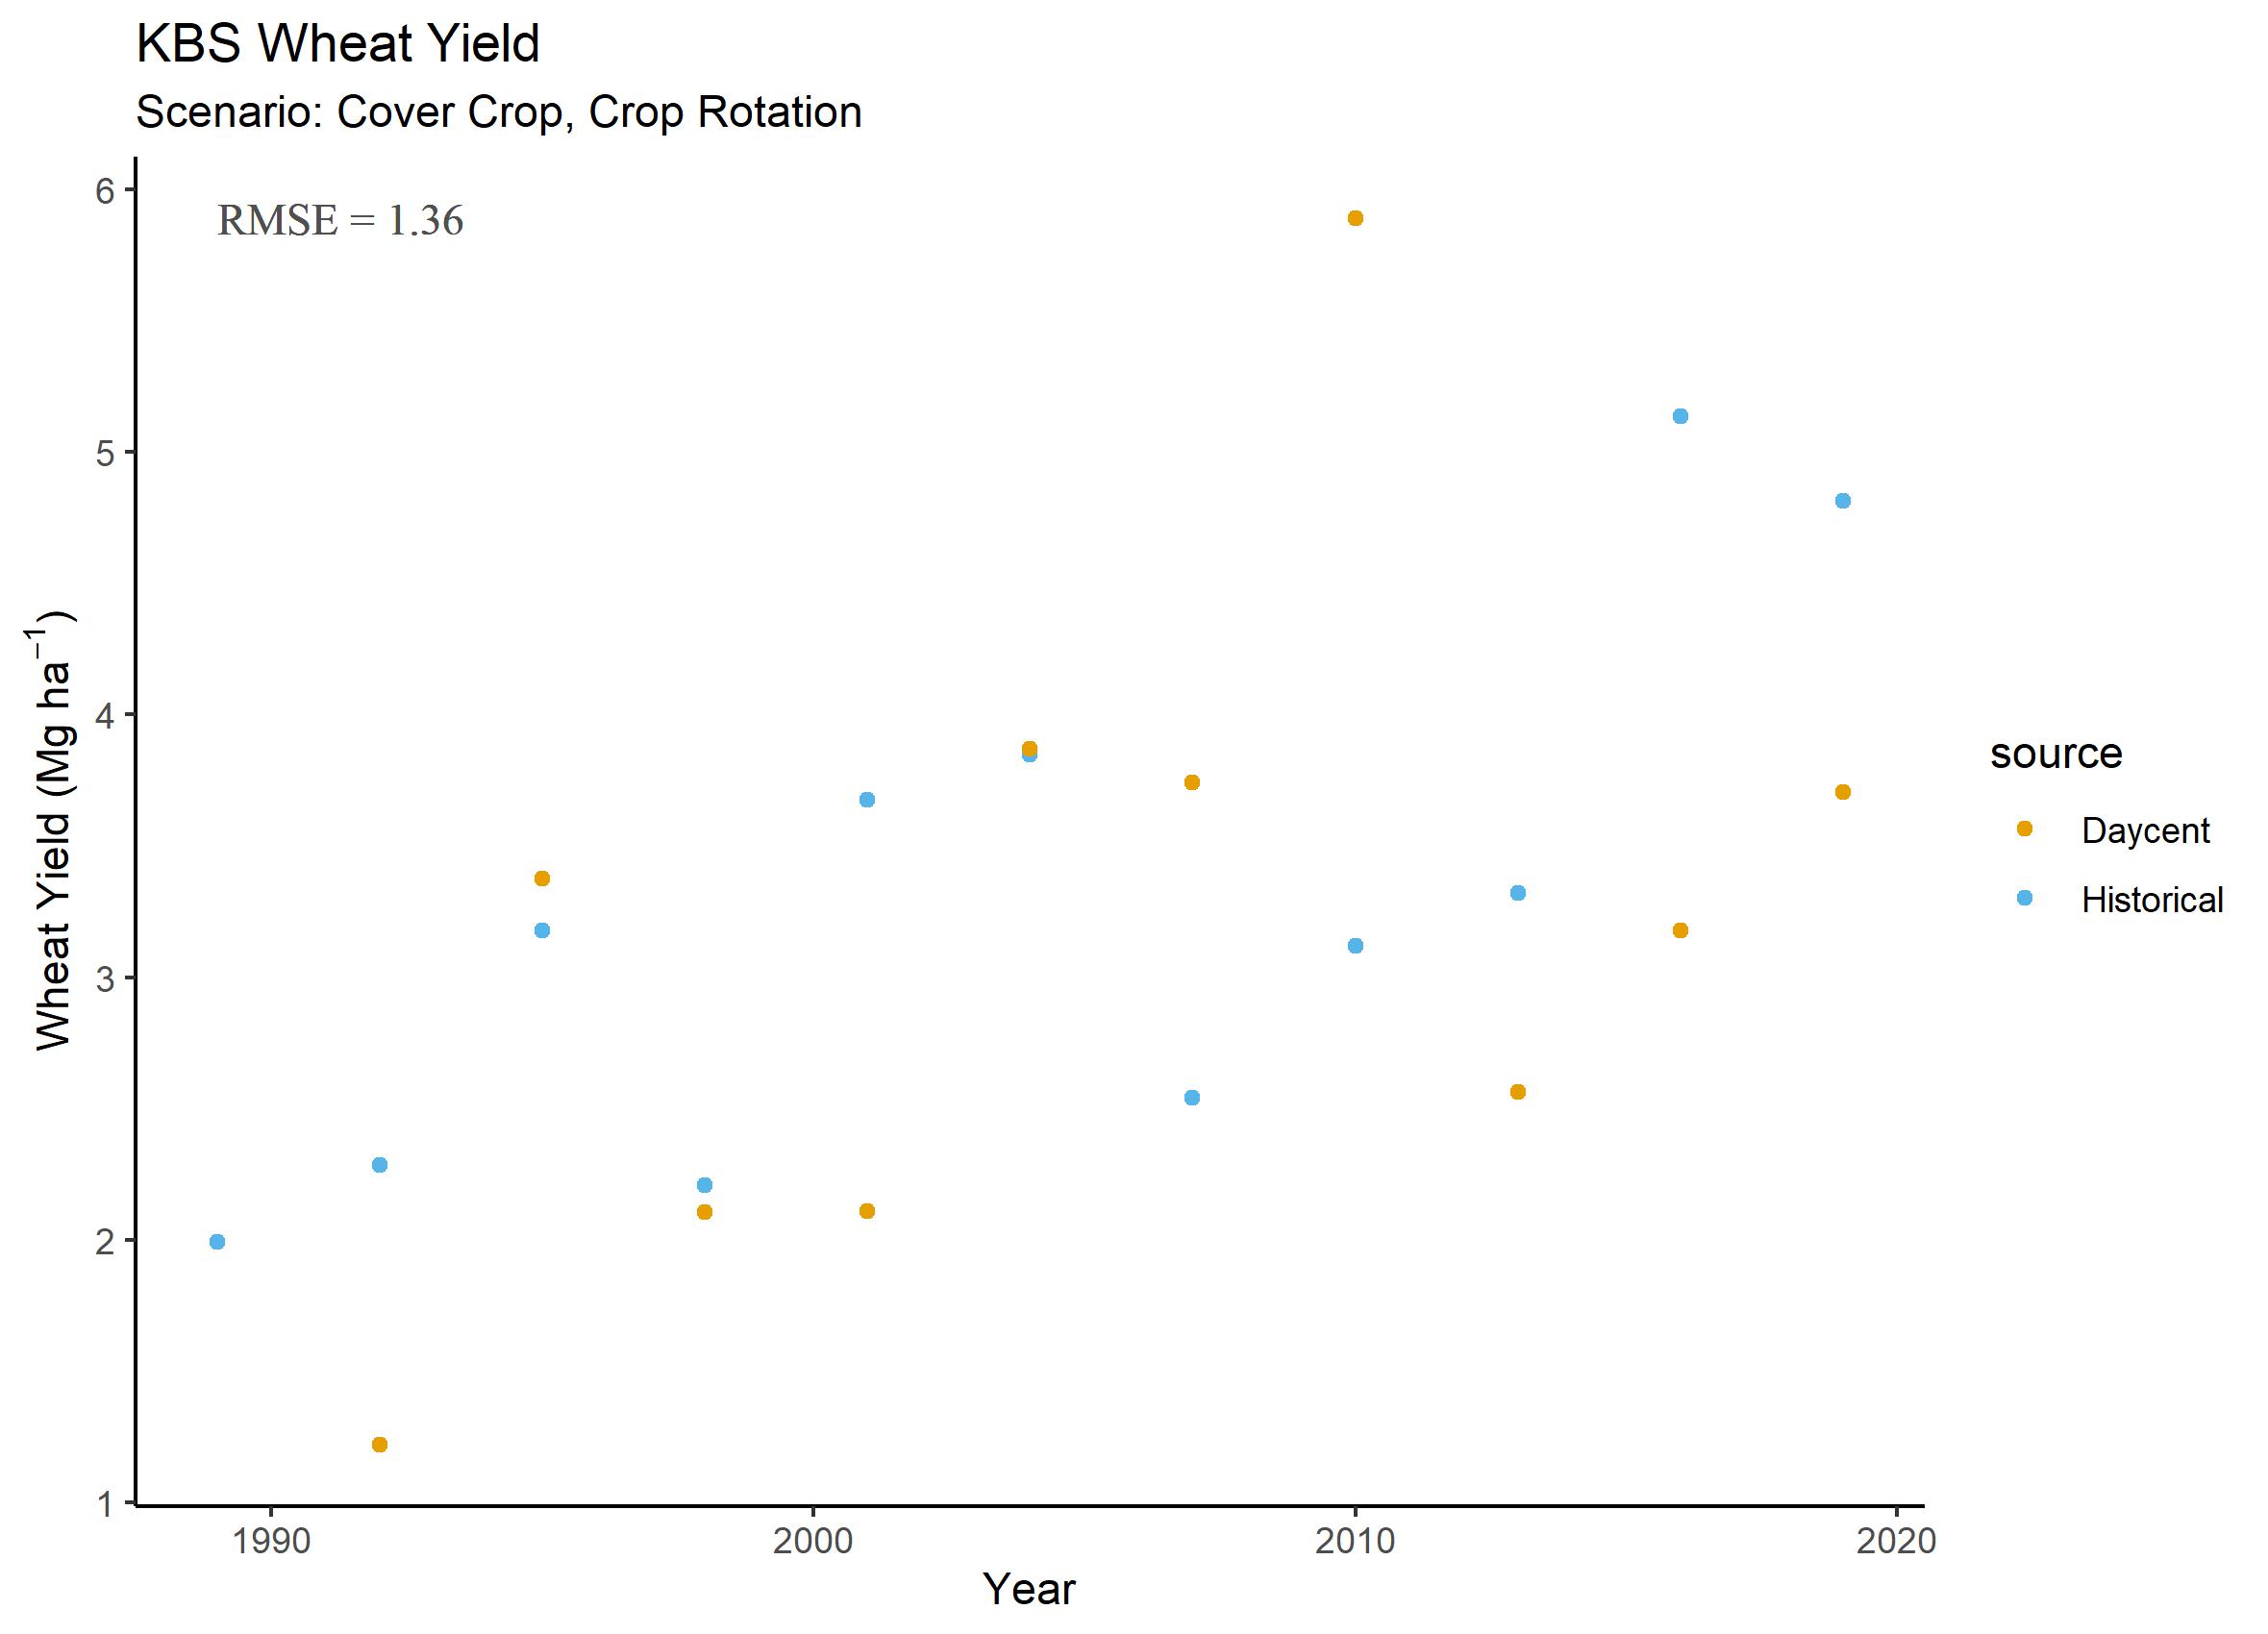 KBS Wheat Yield
Scenario: Cover Crop, Crop Rotation
RMSE = 1.36
6
5
4
3
2
1
Wheat Yield (Mg ha⁻¹)
1990 2000 2010 2020
Year
source
Daycent
Historical